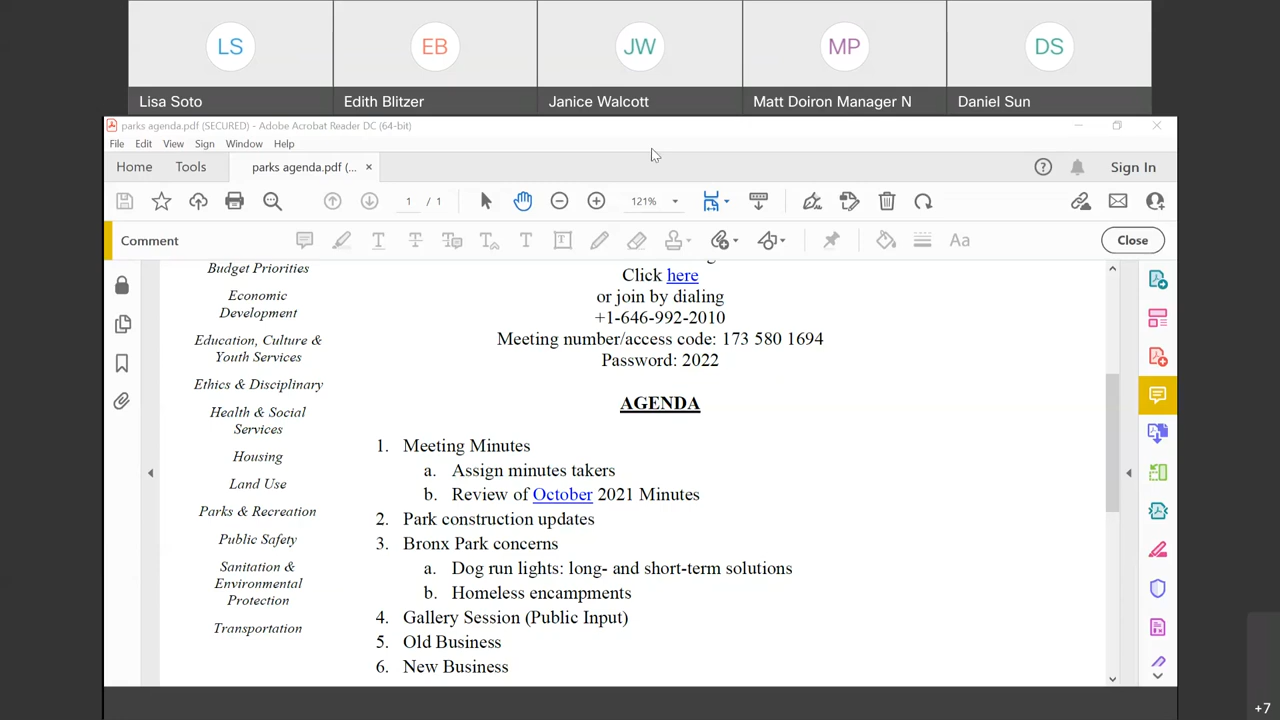 LS
EB
JW
MP
DS
Lisa Soto
Edith Blitzer
Janice Walcott
Matt Doiron Manager N
Daniel Sun
parks agenda.pdf (SECURED) - Adobe Acrobat Reader DC (64-bit)
File Edit View Sign Window Help
Home Tools parks agenda.pdf (... × Sign In
1 / 1 121%
Comment Close
Aa
Budget Priorities
Economic
Development
Education, Culture &
Youth Services
Ethics & Disciplinary
Health & Social
Services
Housing
Land Use
Parks & Recreation
Public Safety
Sanitation &
Environmental
Protection
Transportation
Click here
or join by dialing
+1-646-992-2010
Meeting number/access code: 173 580 1694
Password: 2022
AGENDA
1. Meeting Minutes
a. Assign minutes takers
b. Review of October 2021 Minutes
2. Park construction updates
3. Bronx Park concerns
a. Dog run lights: long- and short-term solutions
b. Homeless encampments
4. Gallery Session (Public Input)
5. Old Business
6. New Business
+7